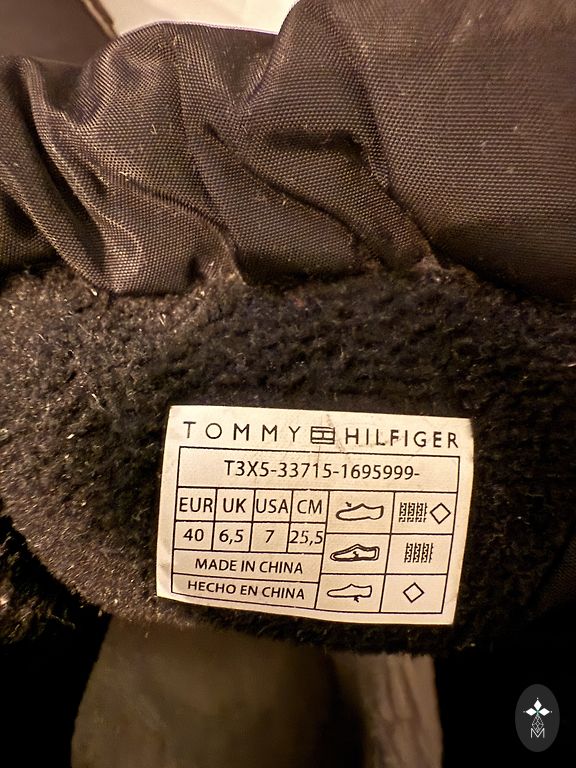 TOMMY HILFIGER
T3X5-33715-1695999-
EUR UK USA CM
40 6,5 7 25,5
MADE IN CHINA
HECHO EN CHINA
M